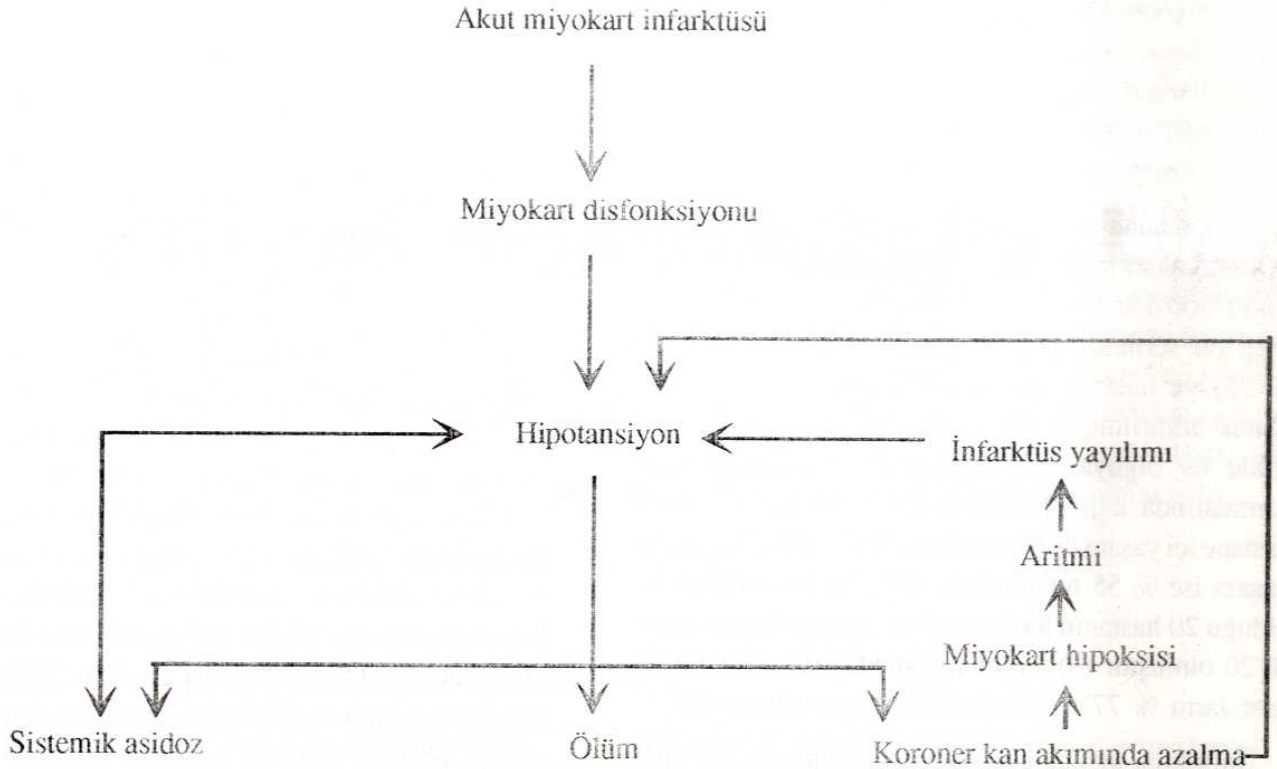 Akut miyokart infarktüsü
Miyokart disfonksiyonu
Hipotansiyon
İnfarktüs yayılımı
Aritmi
Miyokart hipoksisi
Sistemik asidoz
Ölüm
Koroner kan akımında azalma